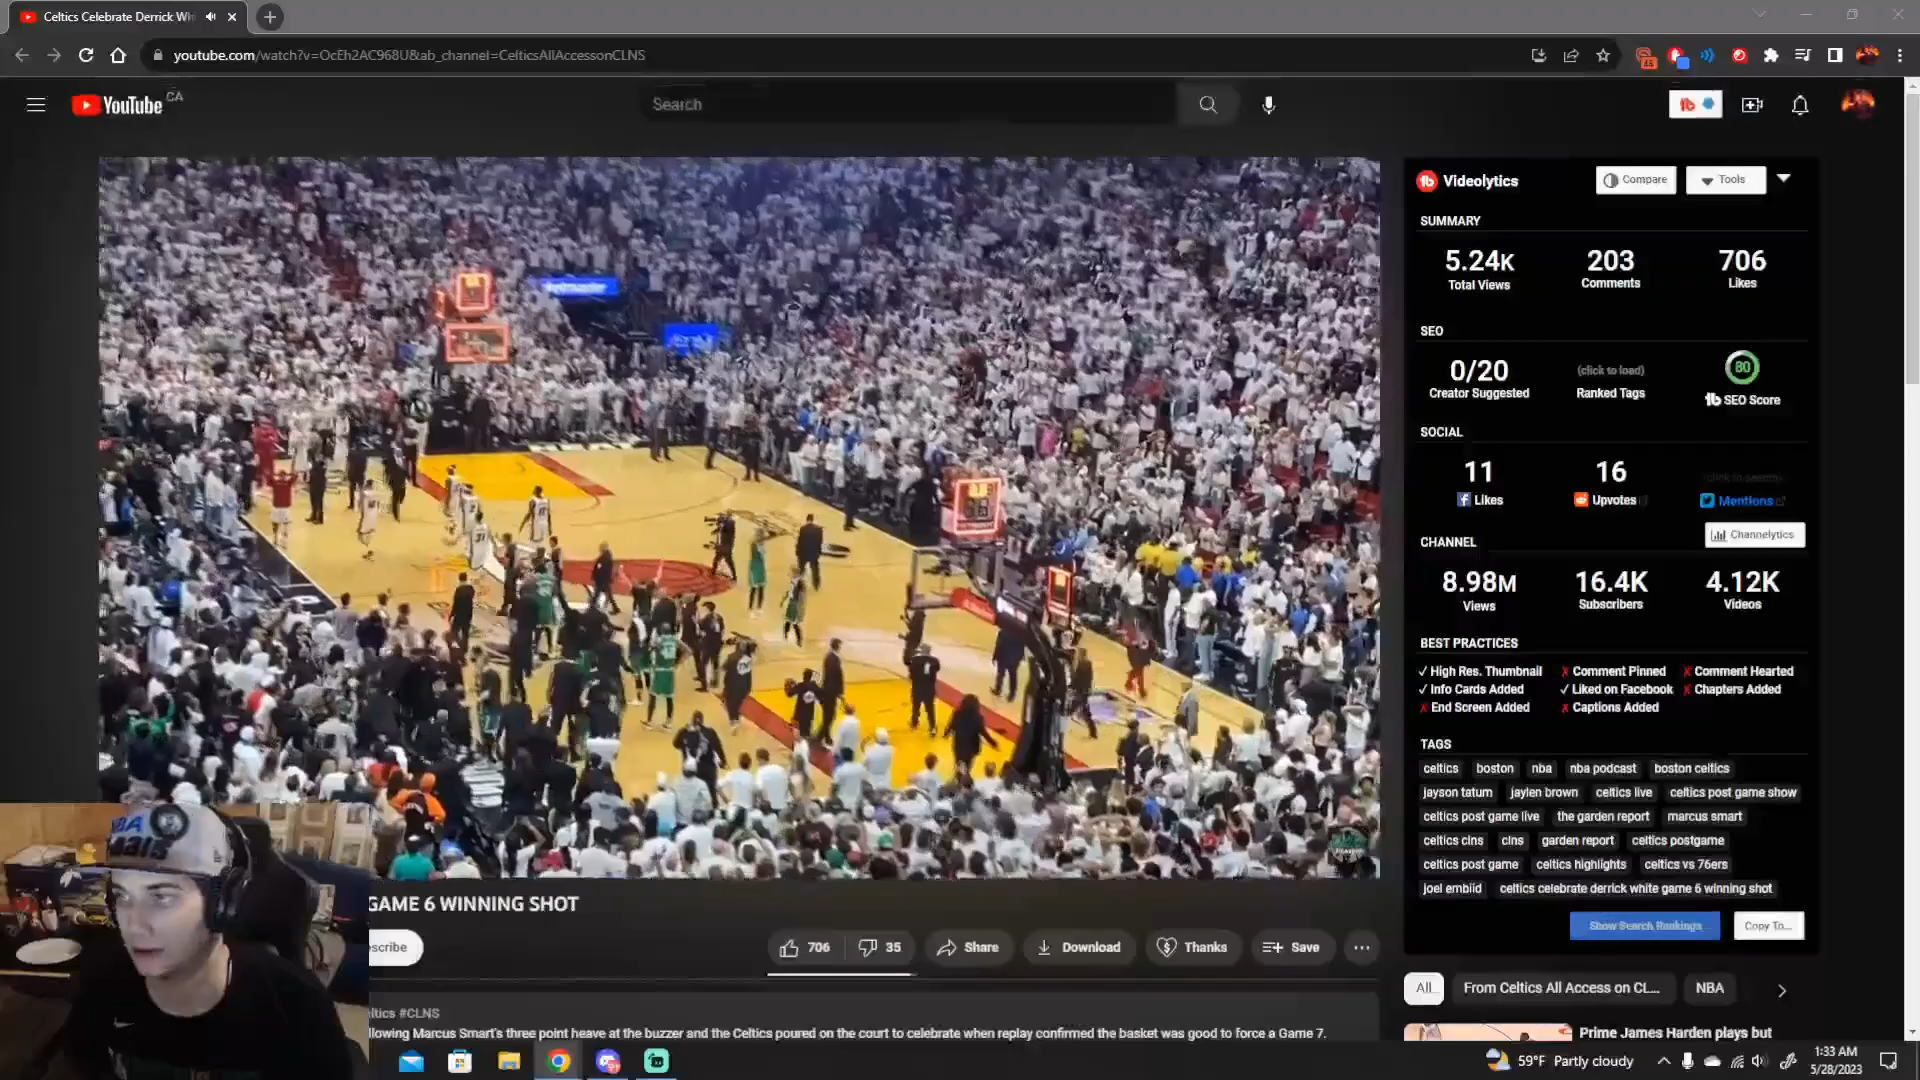 Celtics Celebrate Derrick Wh
youtube.com/watch?v=OcEh2AC968U&ab_channel=CelticsAllAccessonCLNS
YouTube CA
Search
Videolytics
Compare
Tools
SUMMARY
5.24K 203 706
Total Views Comments Likes
SEO
0/20 (click to load) 80
Creator Suggested Ranked Tags SEO Score
SOCIAL
11 16
Likes Upvotes Mentions
CHANNEL
Channelytics
8.98M 16.4K 4.12K
Views Subscribers Videos
BEST PRACTICES
✓ High Res. Thumbnail ✗ Comment Pinned ✗ Comment Hearted
✓ Info Cards Added ✓ Liked on Facebook ✗ Chapters Added
✗ End Screen Added ✗ Captions Added
TAGS
celtics boston nba nba podcast boston celtics
jayson tatum jaylen brown celtics live celtics post game show
celtics post game live the garden report marcus smart
celtics clns clns garden report celtics postgame
celtics post game celtics highlights celtics vs 76ers
joel embiid celtics celebrate derrick white game 6 winning shot
Show Search Rankings Copy To...
GAME 6 WINNING SHOT
scribe
706 35 Share Download Thanks Save ...
All From Celtics All Access on CL... NBA
ltics #CLNS
llowing Marcus Smart's three point heave at the buzzer and the Celtics poured on the court to celebrate when replay confirmed the basket was good to force a Game 7.
Prime James Harden plays but
59°F Partly cloudy
1:33 AM
5/28/2023